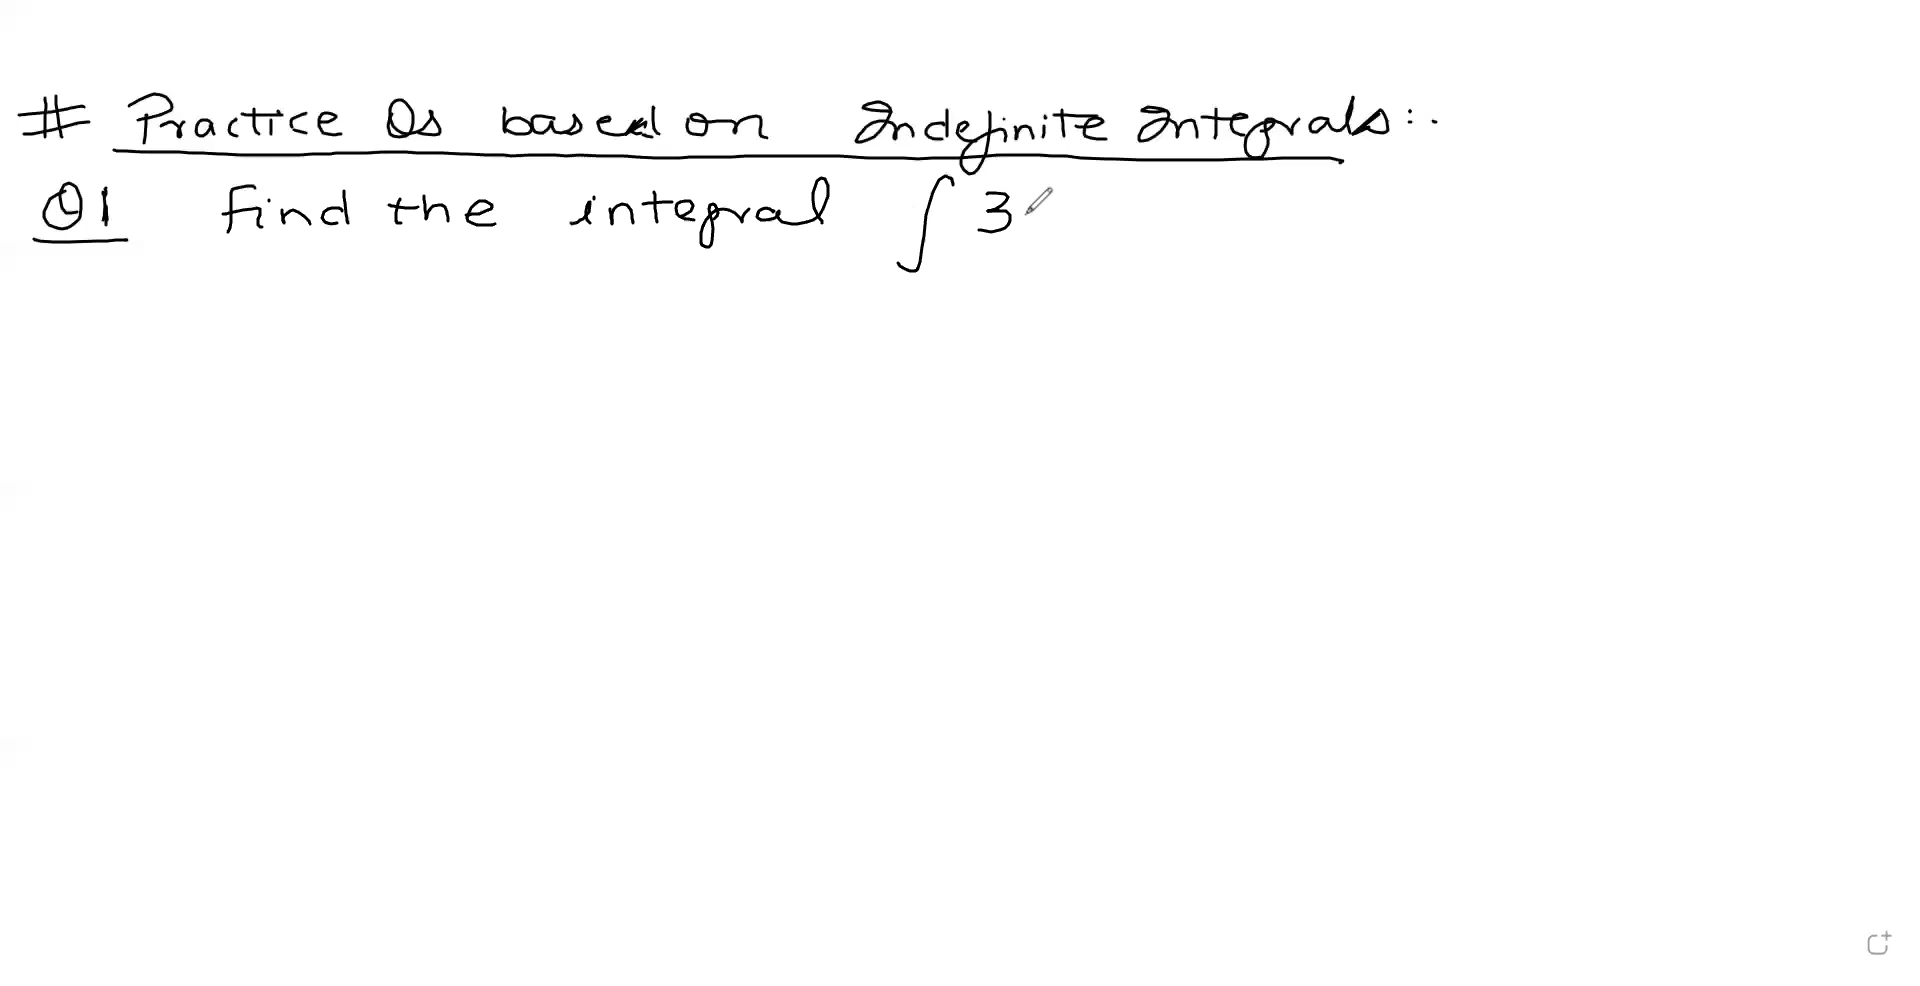 # Practice Qs based on Indefinite Integrals:.
Q1 Find the integral ∫ 3